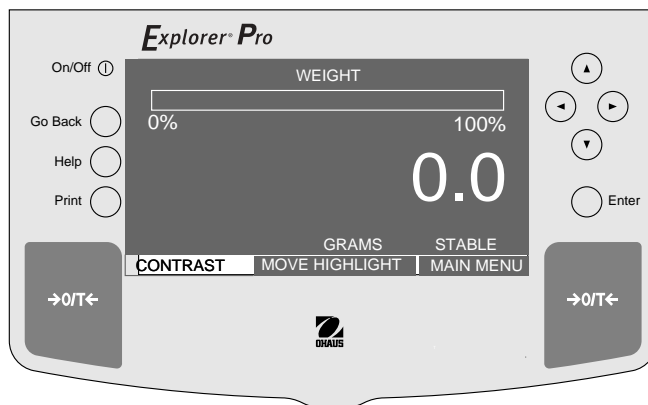 Explorer® Pro
On/Off
WEIGHT
Go Back
0% 100%
Help
0.0
Print
Enter
GRAMS STABLE
CONTRAST MOVE HIGHLIGHT MAIN MENU
→0/T← →0/T←
OHAUS